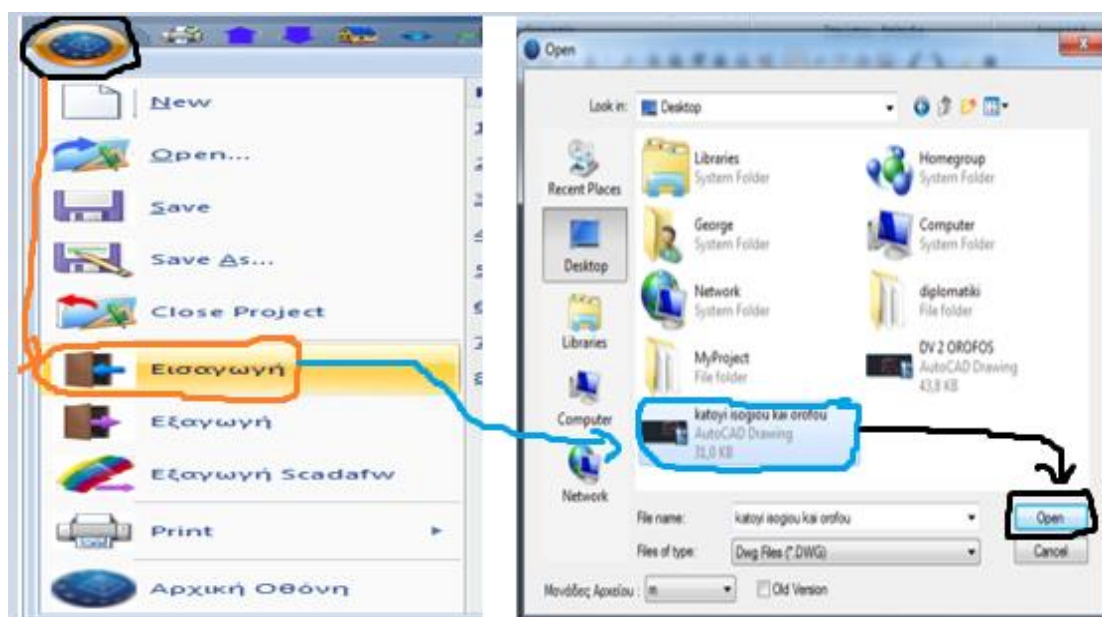 New
Open...
Save
Save As...
Close Project
Εισαγωγή
Εξαγωγή
Εξαγωγή Scadafw
Print
Αρχική Οθόνη
Open
Look in:
Desktop
Recent Places
Desktop
Libraries
Computer
Network
Libraries
System Folder
Homegroup
System Folder
George
System Folder
Computer
System Folder
Network
System Folder
diplomatiki
File folder
MyProject
File folder
DV 2 OROFOS
AutoCAD Drawing
43,8 KB
katoyi isogiou kai orofou
AutoCAD Drawing
31,0 KB
File name:
katoyi isogiou kai orofou
Open
Files of type:
Dwg Files (*.DWG)
Cancel
Μονάδες Αρχείου : m
Old Version